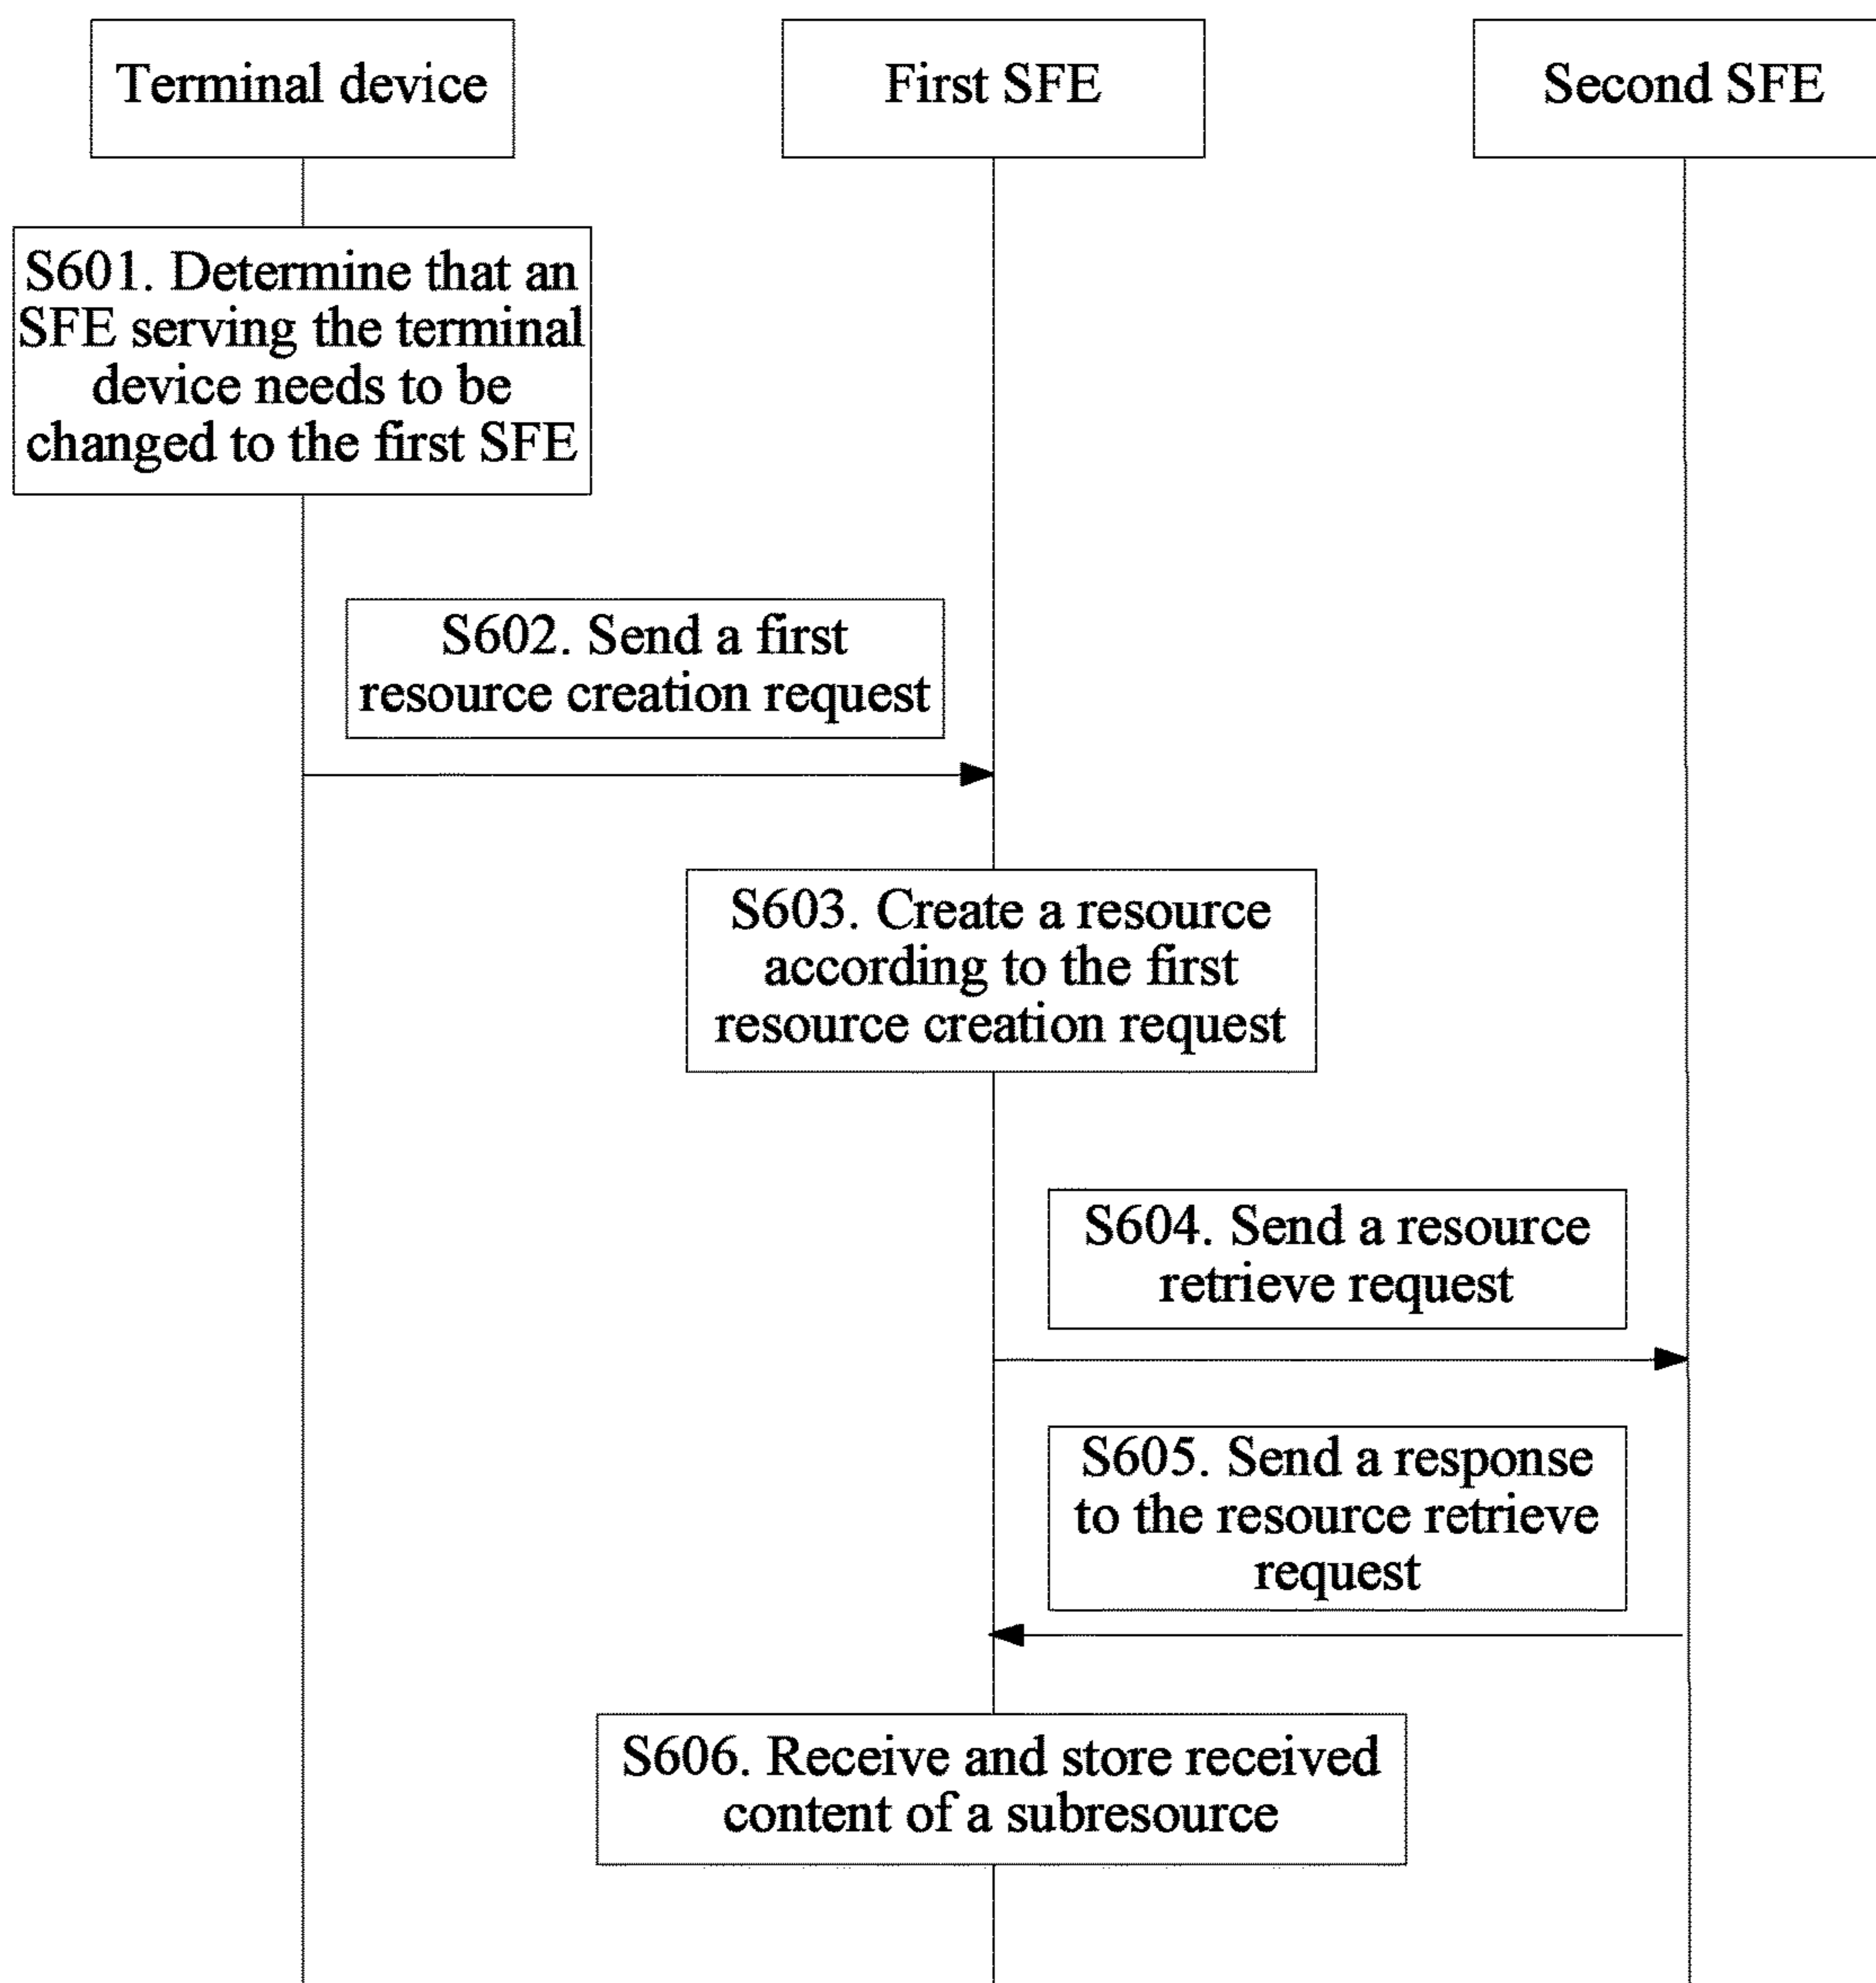 Terminal device
First SFE
Second SFE
S601. Determine that an
SFE serving the terminal
device needs to be
changed to the first SFE
S602. Send a first
resource creation request
S603. Create a resource
according to the first
resource creation request
S604. Send a resource
retrieve request
S605. Send a response
to the resource retrieve
request
S606. Receive and store received
content of a subresource